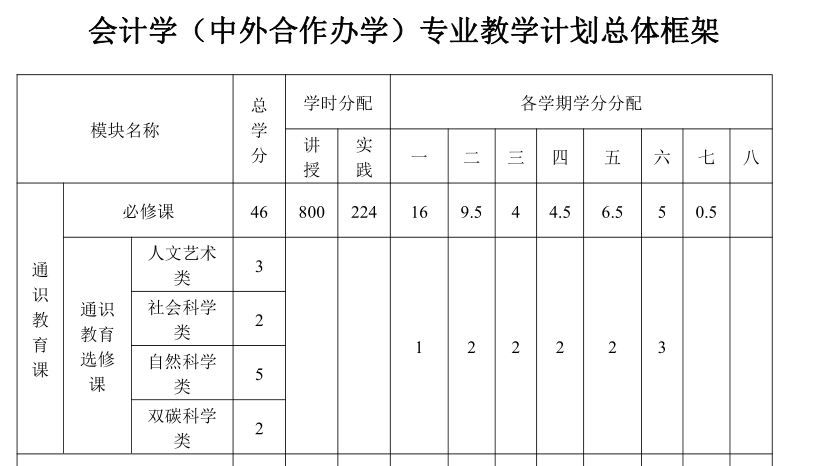 会计学（中外合作办学）专业教学计划总体框架
模块名称 总学分 学时分配 各学期学分分配
讲授 实践 一 二 三 四 五 六 七 八
通识教育课 必修课 46 800 224 16 9.5 4 4.5 6.5 5 0.5
通识教育选修课 人文艺术类 3 1 2 2 2 2 3
社会科学类 2
自然科学类 5
双碳科学类 2